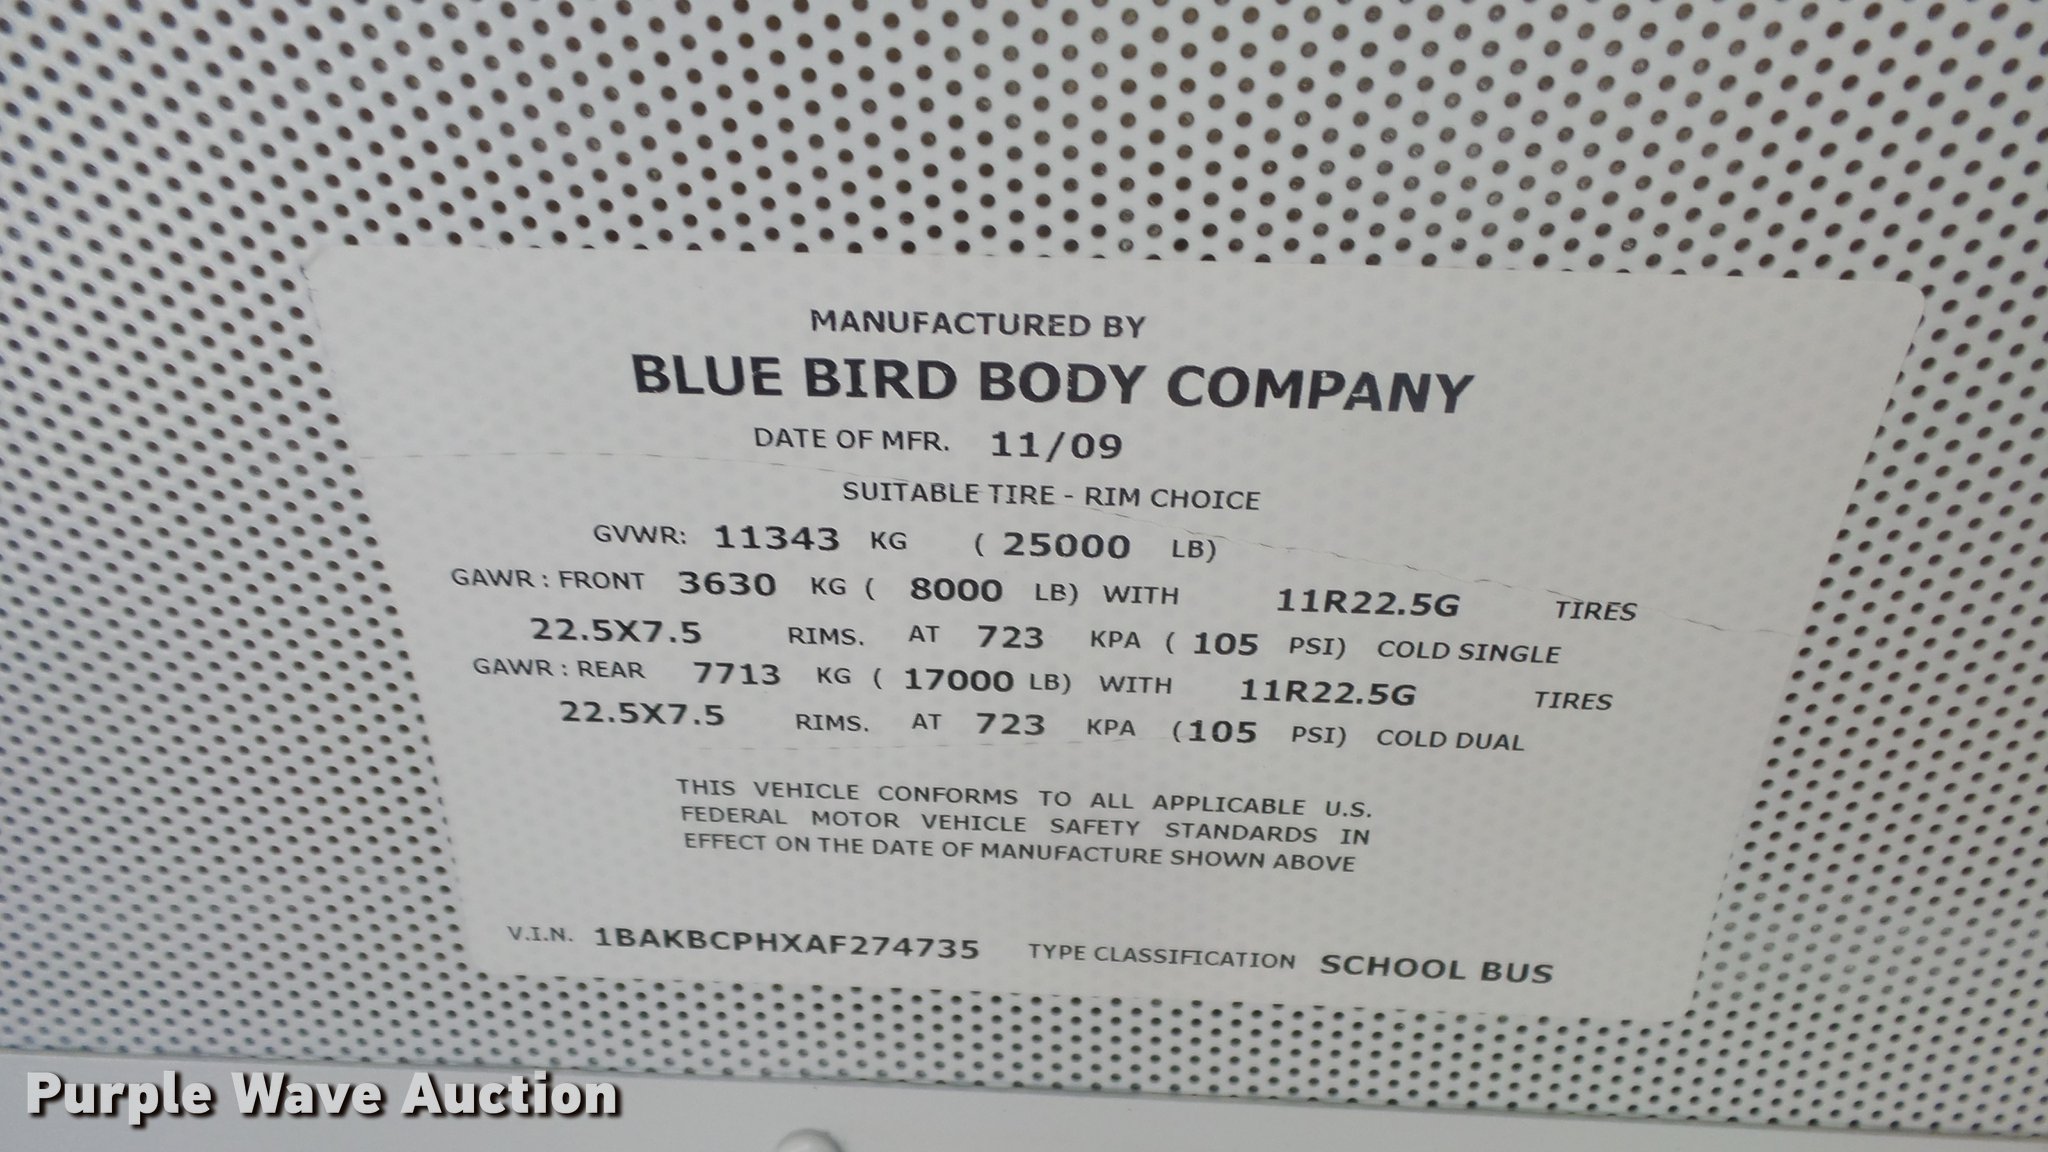 MANUFACTURED BY
BLUE BIRD BODY COMPANY
DATE OF MFR. 11/09
SUITABLE TIRE - RIM CHOICE
GVWR: 11343 KG ( 25000 LB)
GAWR : FRONT 3630 KG ( 8000 LB) WITH 11R22.5G TIRES
22.5X7.5 RIMS. AT 723 KPA ( 105 PSI) COLD SINGLE
GAWR : REAR 7713 KG ( 17000 LB) WITH 11R22.5G TIRES
22.5X7.5 RIMS. AT 723 KPA (105 PSI) COLD DUAL
THIS VEHICLE CONFORMS TO ALL APPLICABLE U.S.
FEDERAL MOTOR VEHICLE SAFETY STANDARDS IN
EFFECT ON THE DATE OF MANUFACTURE SHOWN ABOVE
V.I.N. 1BAKBCPHXAF274735 TYPE CLASSIFICATION SCHOOL BUS
Purple Wave Auction